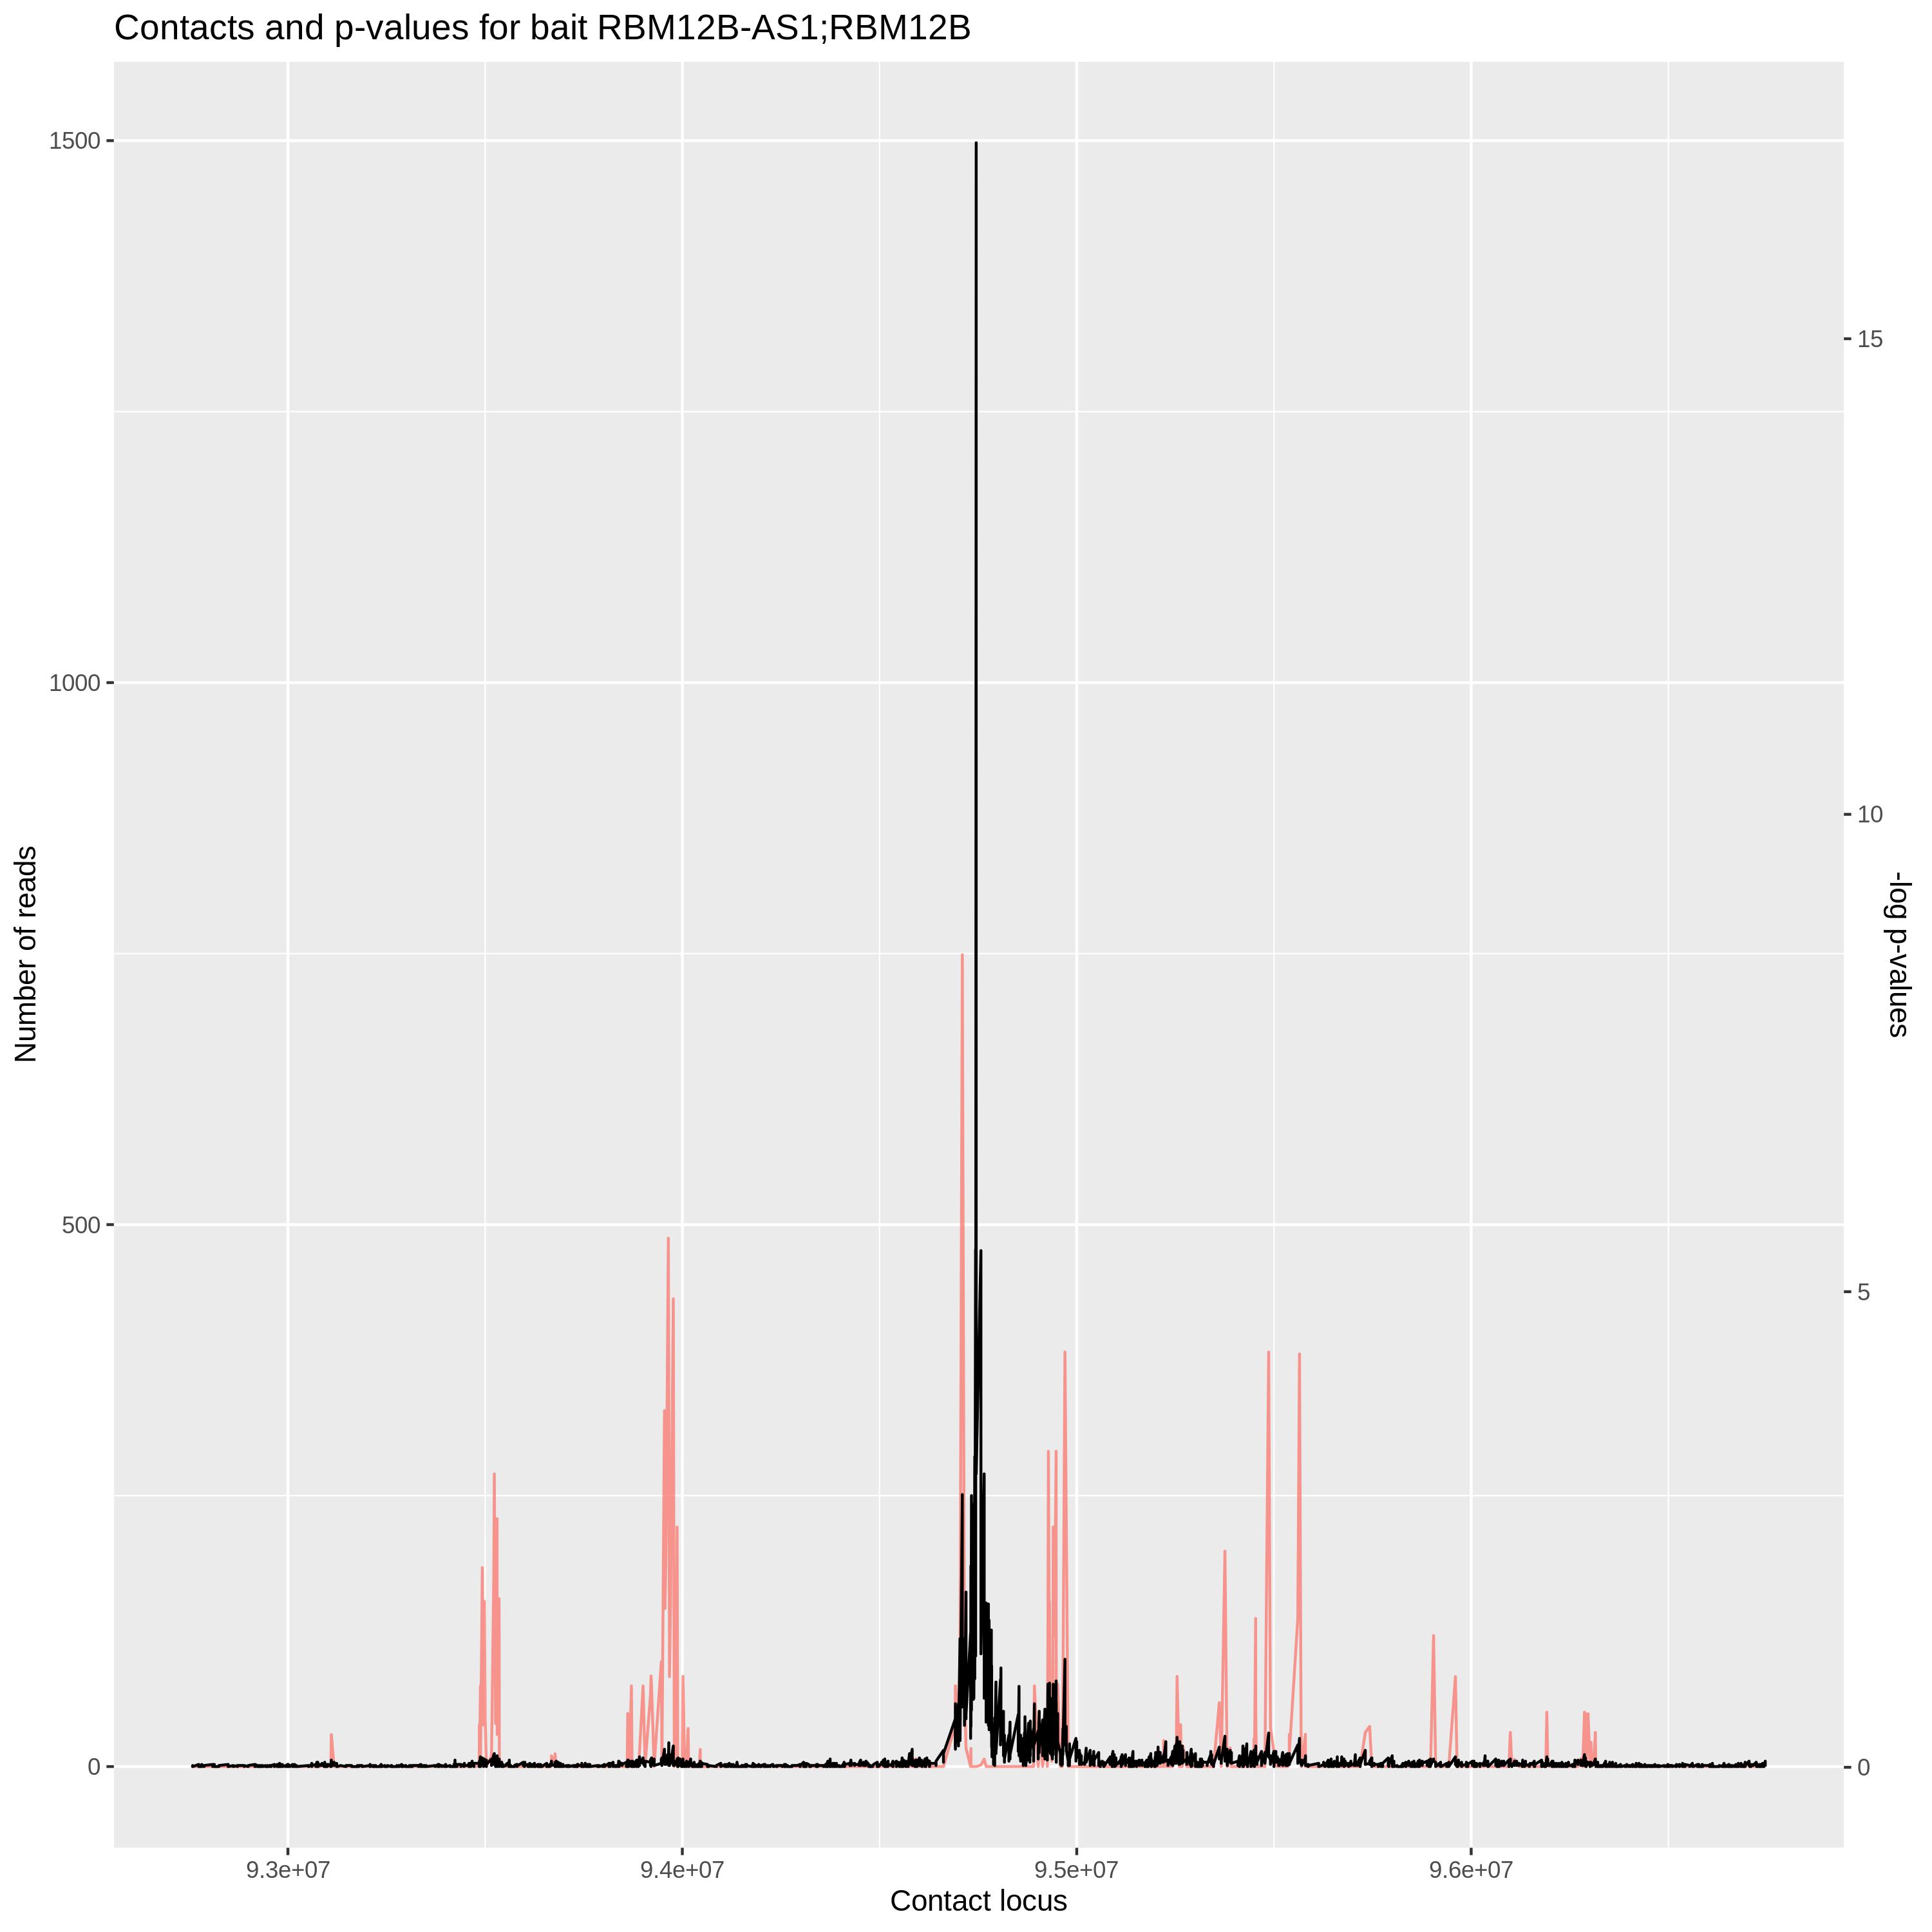 Contacts and p-values for bait RBM12B-AS1;RBM12B
1500
1000
500
0
Number of reads
15
10
5
0
-log p-values
9.3e+07
9.4e+07
9.5e+07
9.6e+07
Contact locus